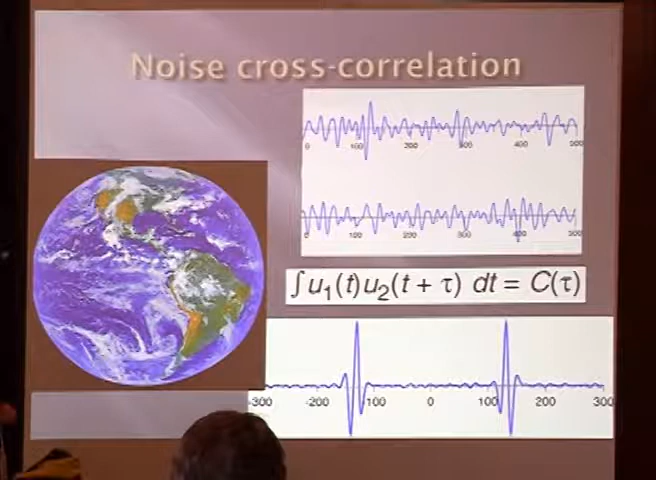 Noise cross-correlation
0 100 200 300 400 500
0 100 200 300 400 500
∫u₁(t)u₂(t + τ) dt = C(τ)
-300 -200 100 0 100 200 300